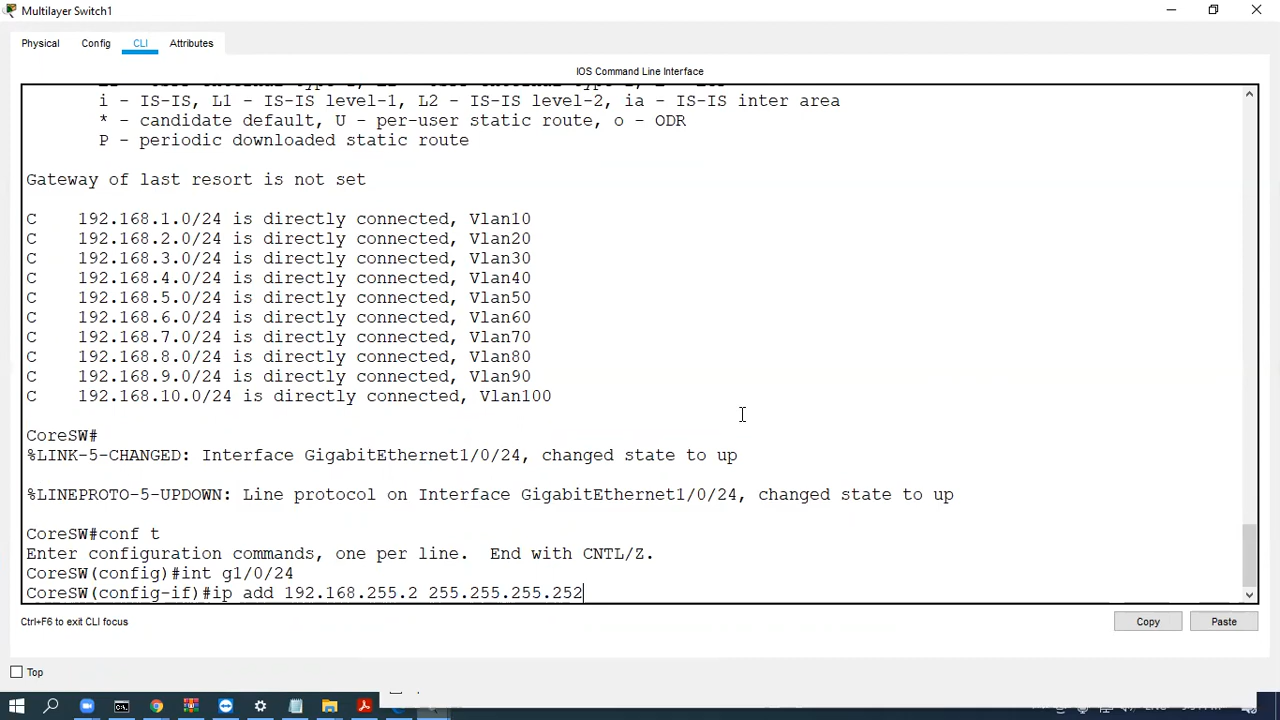 Multilayer Switch1
Physical Config CLI Attributes
IOS Command Line Interface
i - IS-IS, L1 - IS-IS level-1, L2 - IS-IS level-2, ia - IS-IS inter area
* - candidate default, U - per-user static route, o - ODR
P - periodic downloaded static route
Gateway of last resort is not set
C 192.168.1.0/24 is directly connected, Vlan10
C 192.168.2.0/24 is directly connected, Vlan20
C 192.168.3.0/24 is directly connected, Vlan30
C 192.168.4.0/24 is directly connected, Vlan40
C 192.168.5.0/24 is directly connected, Vlan50
C 192.168.6.0/24 is directly connected, Vlan60
C 192.168.7.0/24 is directly connected, Vlan70
C 192.168.8.0/24 is directly connected, Vlan80
C 192.168.9.0/24 is directly connected, Vlan90
C 192.168.10.0/24 is directly connected, Vlan100
CoreSW#
%LINK-5-CHANGED: Interface GigabitEthernet1/0/24, changed state to up
%LINEPROTO-5-UPDOWN: Line protocol on Interface GigabitEthernet1/0/24, changed state to up
CoreSW#conf t
Enter configuration commands, one per line. End with CNTL/Z.
CoreSW(config)#int g1/0/24
CoreSW(config-if)#ip add 192.168.255.2 255.255.255.252
Ctrl+F6 to exit CLI focus
Copy Paste
Top